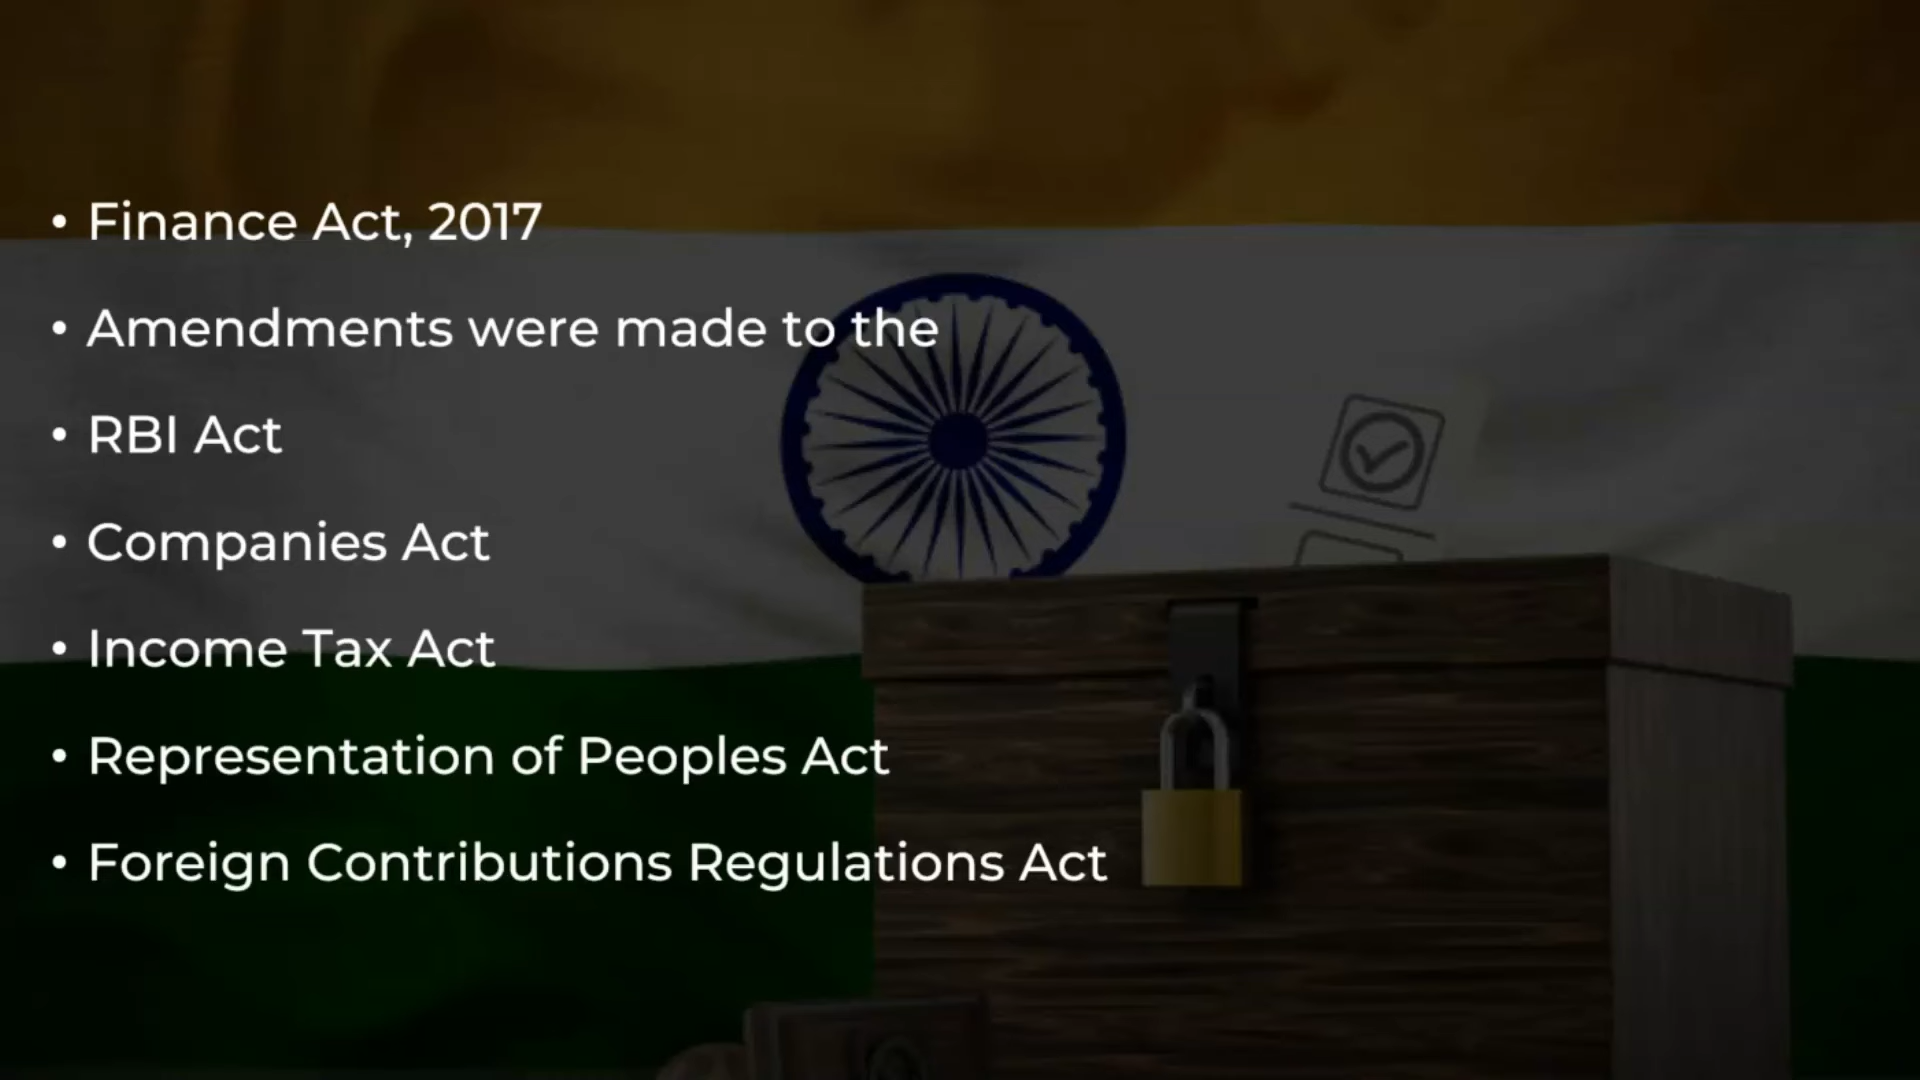 • Finance Act, 2017
• Amendments were made to the
• RBI Act
• Companies Act
• Income Tax Act
• Representation of Peoples Act
• Foreign Contributions Regulations Act